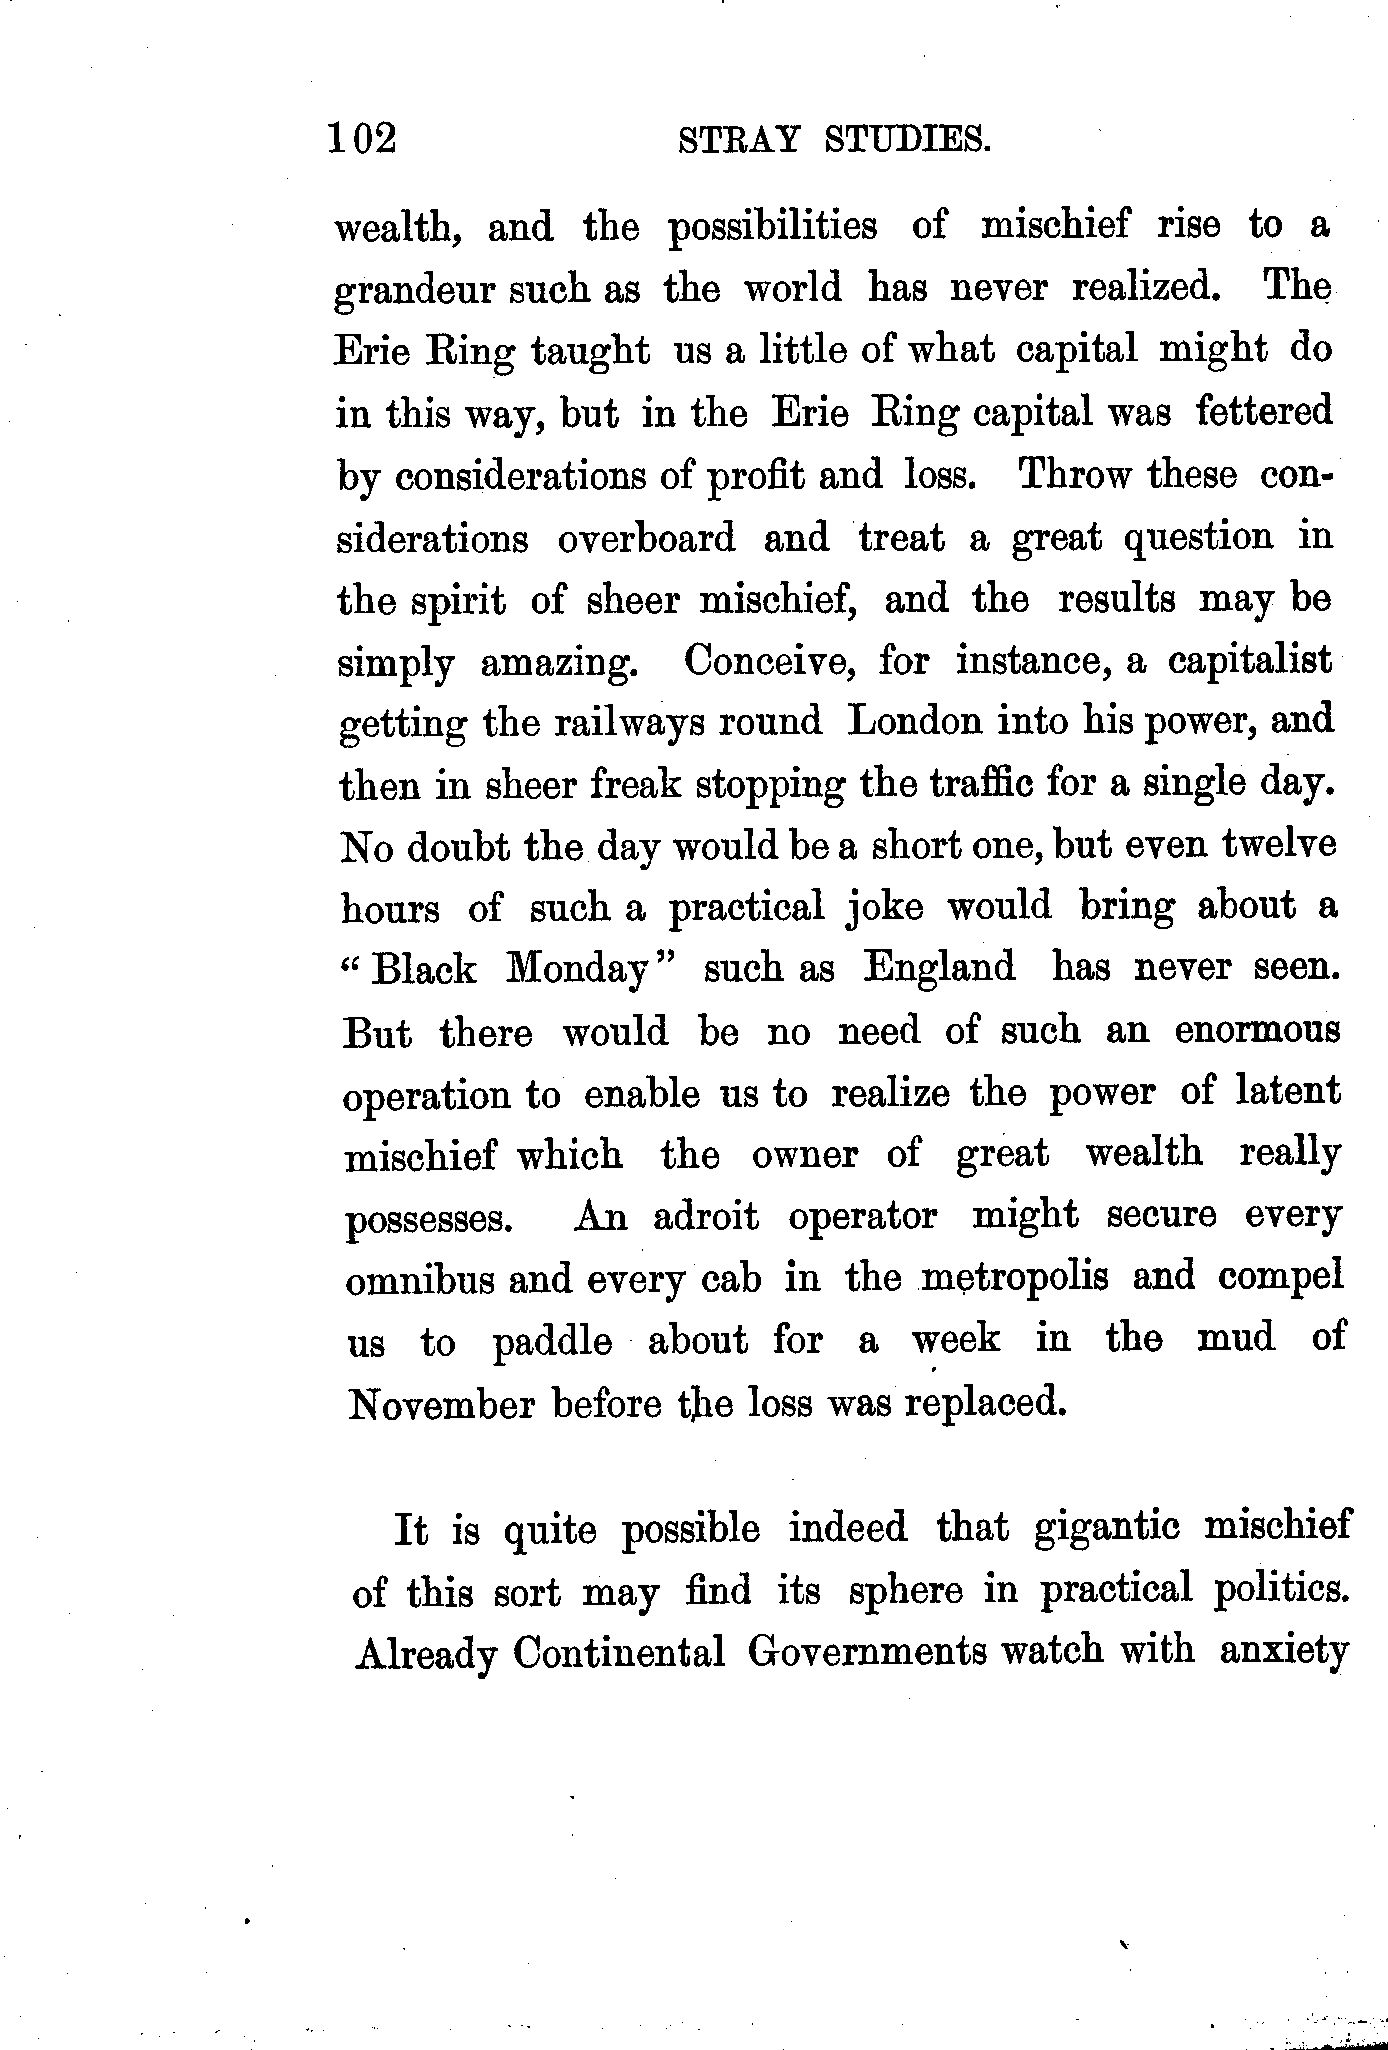 102 STRAY STUDIES.
wealth, and the possibilities of mischief rise to a
grandeur such as the world has never realized. The
Erie Ring taught us a little of what capital might do
in this way, but in the Erie Ring capital was fettered
by considerations of profit and loss. Throw these con-
siderations overboard and treat a great question in
the spirit of sheer mischief, and the results may be
simply amazing. Conceive, for instance, a capitalist
getting the railways round London into his power, and
then in sheer freak stopping the traffic for a single day.
No doubt the day would be a short one, but even twelve
hours of such a practical joke would bring about a
“ Black Monday” such as England has never seen.
But there would be no need of such an enormous
operation to enable us to realize the power of latent
mischief which the owner of great wealth really
possesses. An adroit operator might secure every
omnibus and every cab in the metropolis and compel
us to paddle about for a week in the mud of
November before the loss was replaced.
It is quite possible indeed that gigantic mischief
of this sort may find its sphere in practical politics.
Already Continental Governments watch with anxiety